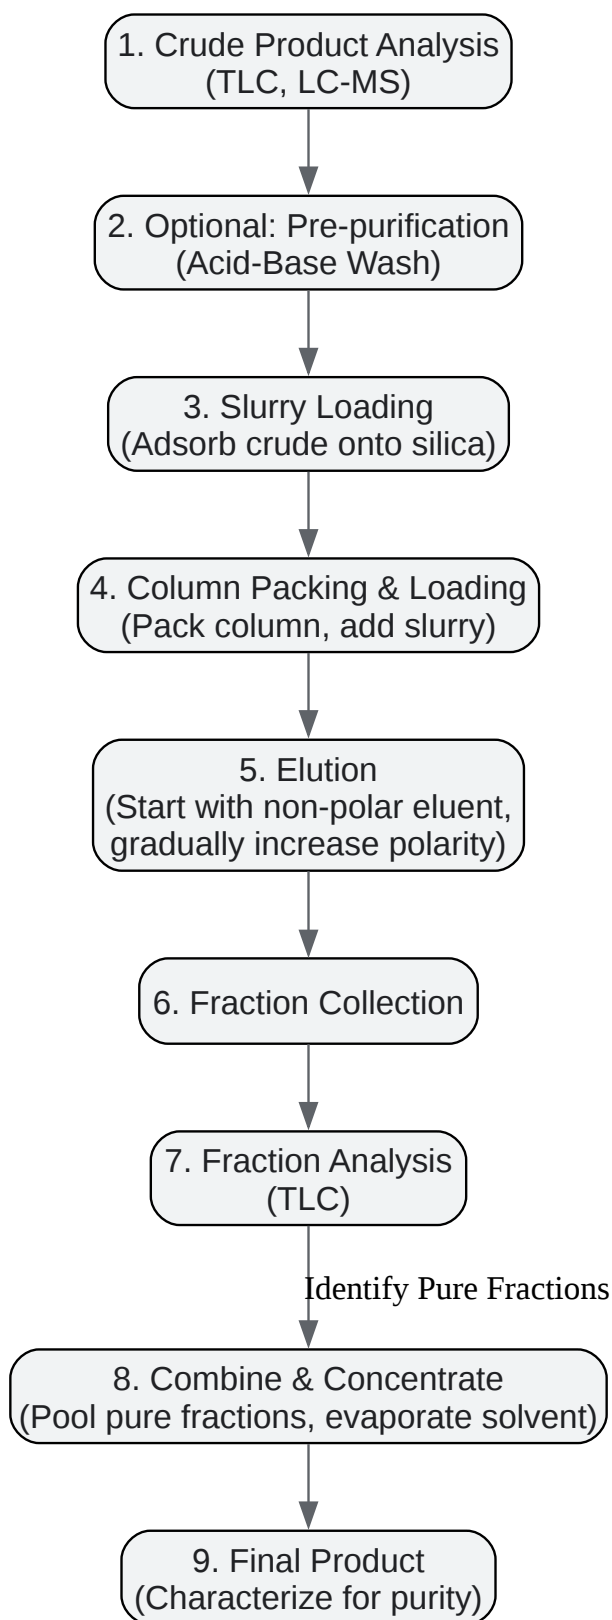 1. Crude Product Analysis
(TLC, LC-MS)
2. Optional: Pre-purification
(Acid-Base Wash)
3. Slurry Loading
(Adsorb crude onto silica)
4. Column Packing & Loading
(Pack column, add slurry)
5. Elution
(Start with non-polar eluent,
gradually increase polarity)
6. Fraction Collection
7. Fraction Analysis
(TLC)
Identify Pure Fractions
8. Combine & Concentrate
(Pool pure fractions, evaporate solvent)
9. Final Product
(Characterize for purity)